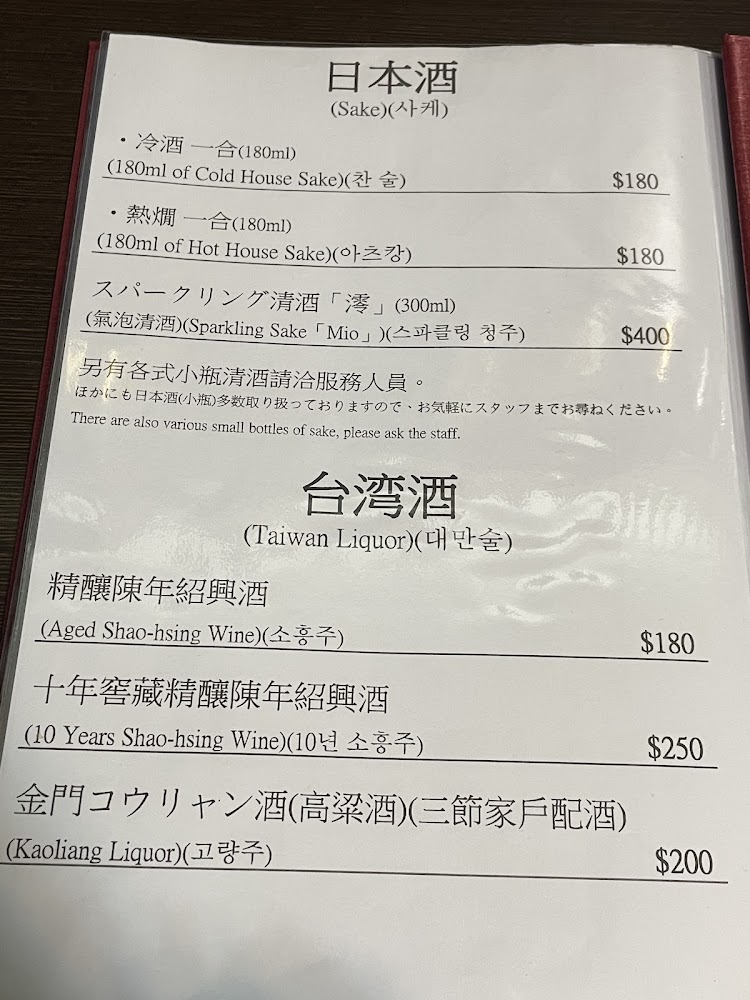 日本酒
(Sake)(사케)
・冷酒 一合(180ml)
(180ml of Cold House Sake)(찬 술) $180
・熱燗 一合(180ml)
(180ml of Hot House Sake)(아츠캉) $180
スパークリング清酒「澪」(300ml)
(氣泡清酒)(Sparkling Sake「Mio」)(스파클링 청주) $400
另有各式小瓶清酒請洽服務人員。
ほかにも日本酒(小瓶)多数取り扱っておりますので、お気軽にスタッフまでお尋ねください。
There are also various small bottles of sake, please ask the staff.
台湾酒
(Taiwan Liquor)(대만술)
精釀陳年紹興酒
(Aged Shao-hsing Wine)(소흥주) $180
十年窖藏精釀陳年紹興酒
(10 Years Shao-hsing Wine)(10년 소흥주) $250
金門コウリャン酒(高粱酒)(三節家戶配酒)
(Kaoliang Liquor)(고량주) $200